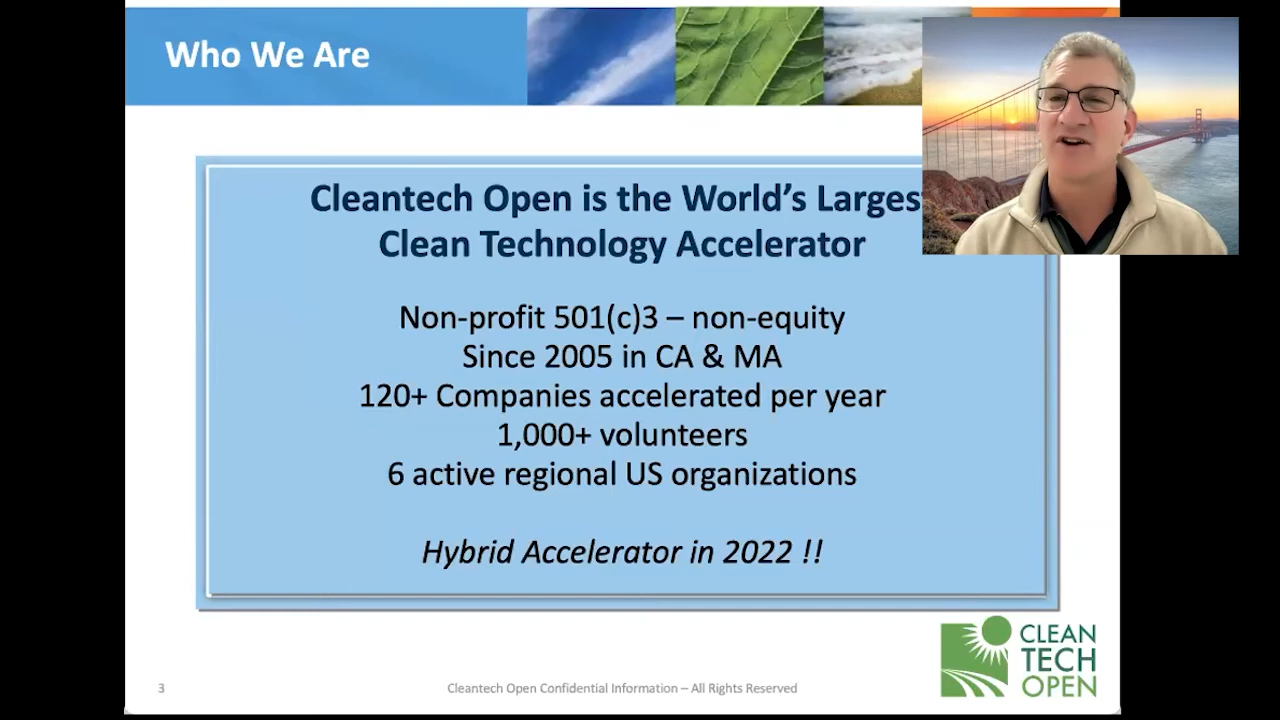 Who We Are
Cleantech Open is the World's Larges
Clean Technology Accelerator
Non-profit 501(c)3 – non-equity
Since 2005 in CA & MA
120+ Companies accelerated per year
1,000+ volunteers
6 active regional US organizations
Hybrid Accelerator in 2022 !!
CLEAN
TECH
OPEN
3
Cleantech Open Confidential Information – All Rights Reserved